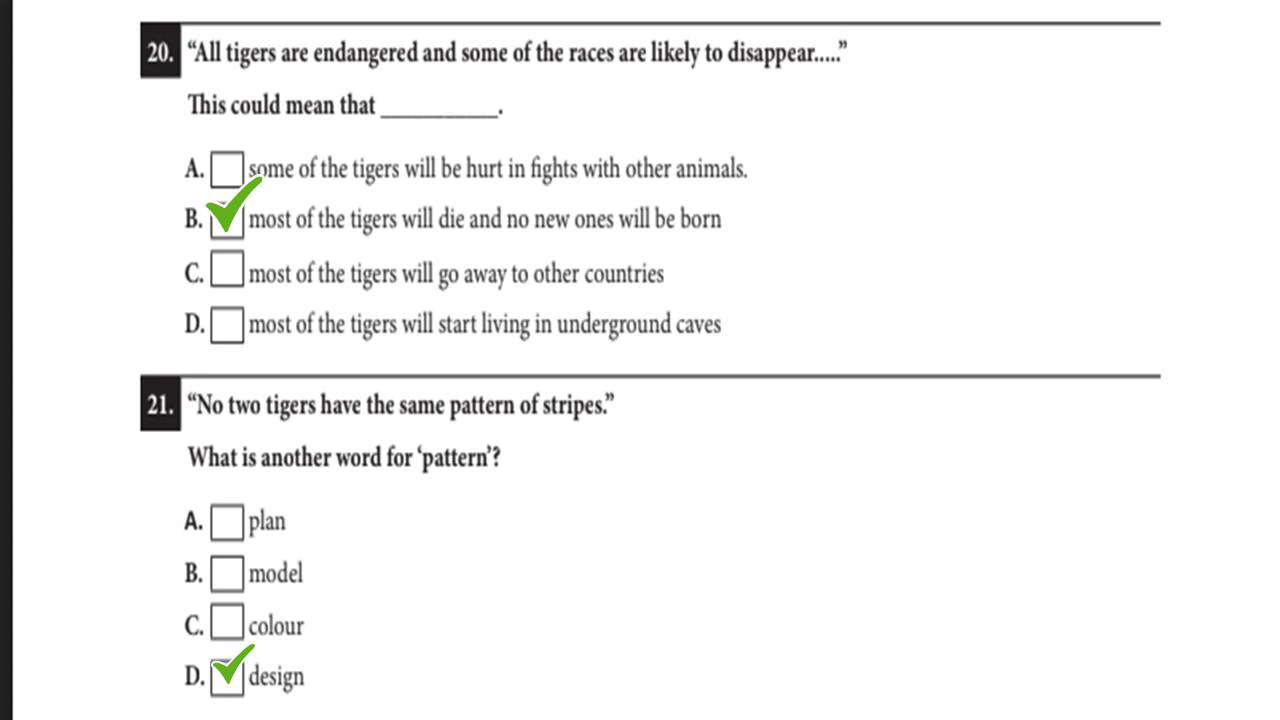 20. “All tigers are endangered and some of the races are likely to disappear.....”
This could mean that __________.
A. some of the tigers will be hurt in fights with other animals.
B. most of the tigers will die and no new ones will be born
C. most of the tigers will go away to other countries
D. most of the tigers will start living in underground caves
21. “No two tigers have the same pattern of stripes.”
What is another word for ‘pattern’?
A. plan
B. model
C. colour
D. design